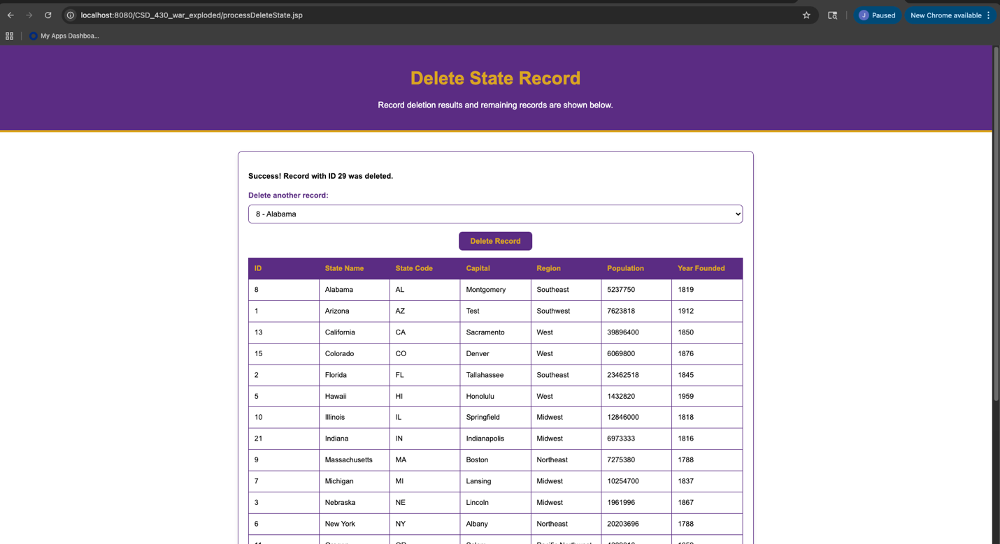 localhost:8080/CSD_430_war_exploded/processDeleteState.jsp
J Paused
New Chrome available
My Apps Dashboa...
Delete State Record
Record deletion results and remaining records are shown below.
Success! Record with ID 29 was deleted.
Delete another record:
8 - Alabama
Delete Record
ID State Name State Code Capital Region Population Year Founded
8 Alabama AL Montgomery Southeast 5237750 1819
1 Arizona AZ Test Southwest 7623818 1912
13 California CA Sacramento West 39896400 1850
15 Colorado CO Denver West 6069800 1876
2 Florida FL Tallahassee Southeast 23462518 1845
5 Hawaii HI Honolulu West 1432820 1959
10 Illinois IL Springfield Midwest 12846000 1818
21 Indiana IN Indianapolis Midwest 6973333 1816
9 Massachusetts MA Boston Northeast 7275380 1788
7 Michigan MI Lansing Midwest 10254700 1837
3 Nebraska NE Lincoln Midwest 1961996 1867
6 New York NY Albany Northeast 20203696 1788